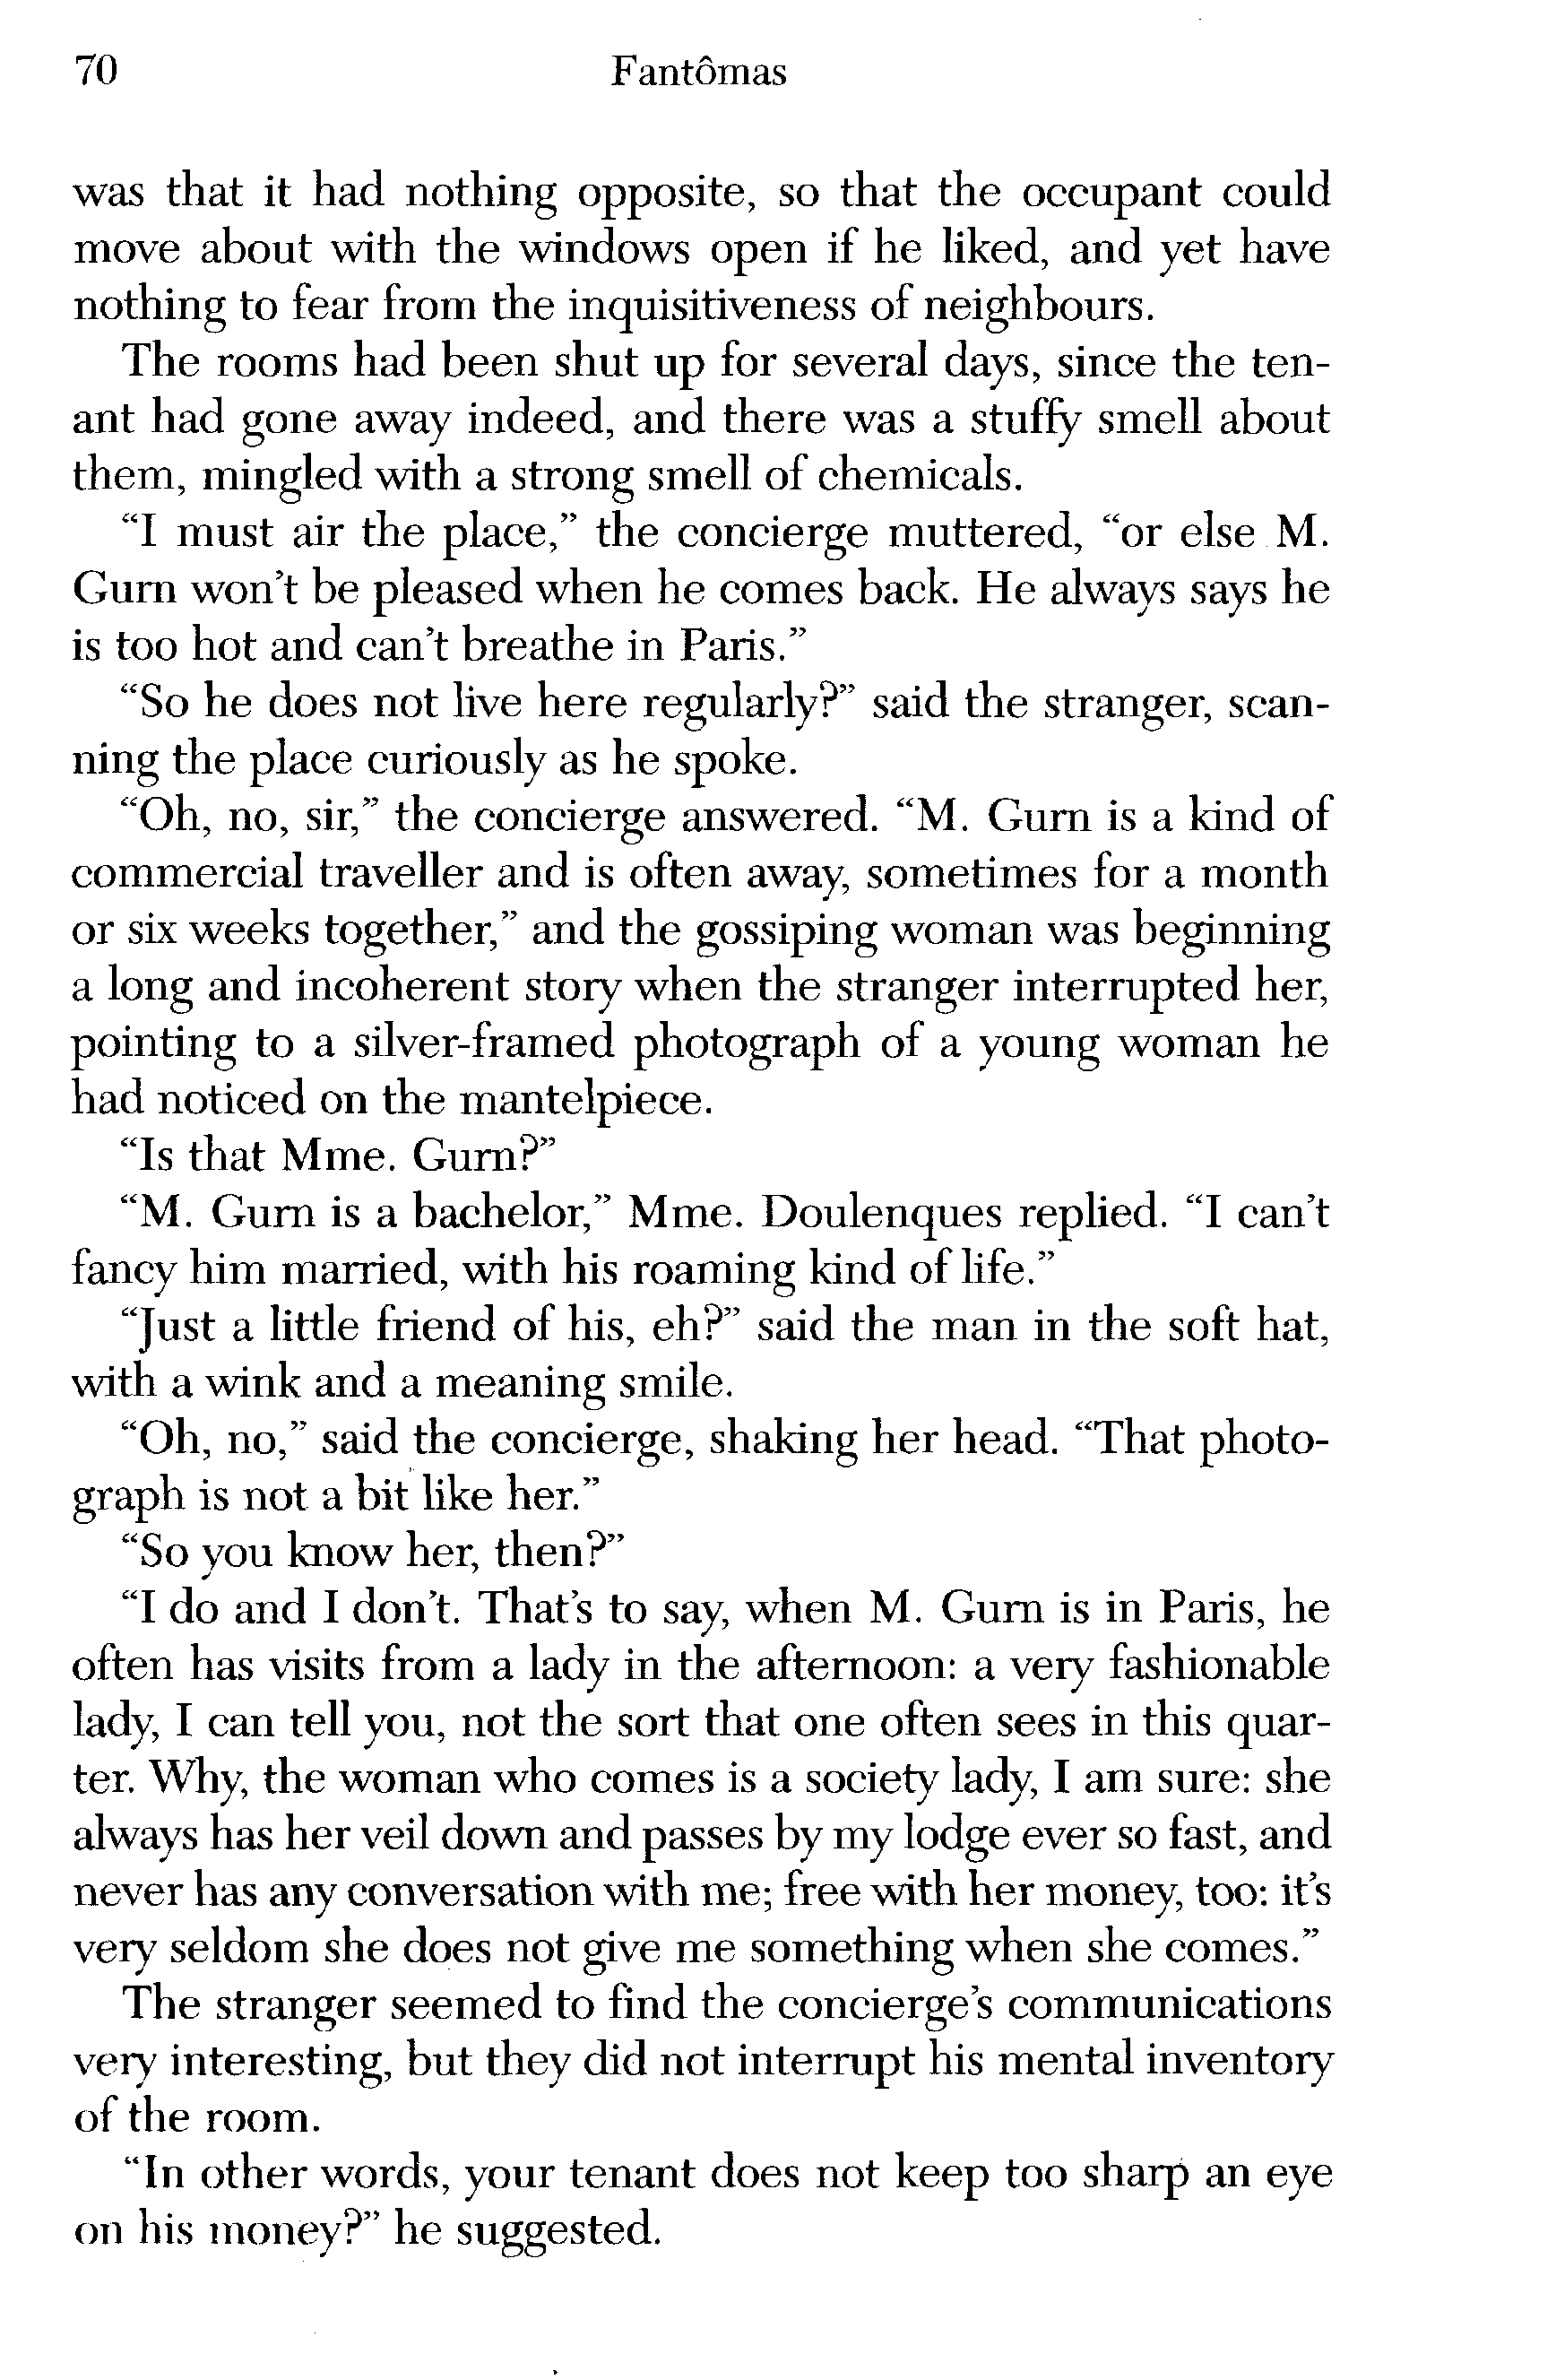 70 Fantômas
was that it had nothing opposite, so that the occupant could
move about with the windows open if he liked, and yet have
nothing to fear from the inquisitiveness of neighbours.
The rooms had been shut up for several days, since the ten-
ant had gone away indeed, and there was a stuffy smell about
them, mingled with a strong smell of chemicals.
“I must air the place,” the concierge muttered, “or else M.
Gurn won’t be pleased when he comes back. He always says he
is too hot and can’t breathe in Paris.”
“So he does not live here regularly?” said the stranger, scan-
ning the place curiously as he spoke.
“Oh, no, sir,” the concierge answered. “M. Gurn is a kind of
commercial traveller and is often away, sometimes for a month
or six weeks together,” and the gossiping woman was beginning
a long and incoherent story when the stranger interrupted her,
pointing to a silver-framed photograph of a young woman he
had noticed on the mantelpiece.
“Is that Mme. Gurn?”
“M. Gurn is a bachelor,” Mme. Doulenques replied. “I can’t
fancy him married, with his roaming kind of life.”
“Just a little friend of his, eh?” said the man in the soft hat,
with a wink and a meaning smile.
“Oh, no,” said the concierge, shaking her head. “That photo-
graph is not a bit like her.”
“So you know her, then?”
“I do and I don’t. That’s to say, when M. Gurn is in Paris, he
often has visits from a lady in the afternoon: a very fashionable
lady, I can tell you, not the sort that one often sees in this quar-
ter. Why, the woman who comes is a society lady, I am sure: she
always has her veil down and passes by my lodge ever so fast, and
never has any conversation with me; free with her money, too: it’s
very seldom she does not give me something when she comes.”
The stranger seemed to find the concierge’s communications
very interesting, but they did not interrupt his mental inventory
of the room.
“In other words, your tenant does not keep too sharp an eye
on his money?” he suggested.